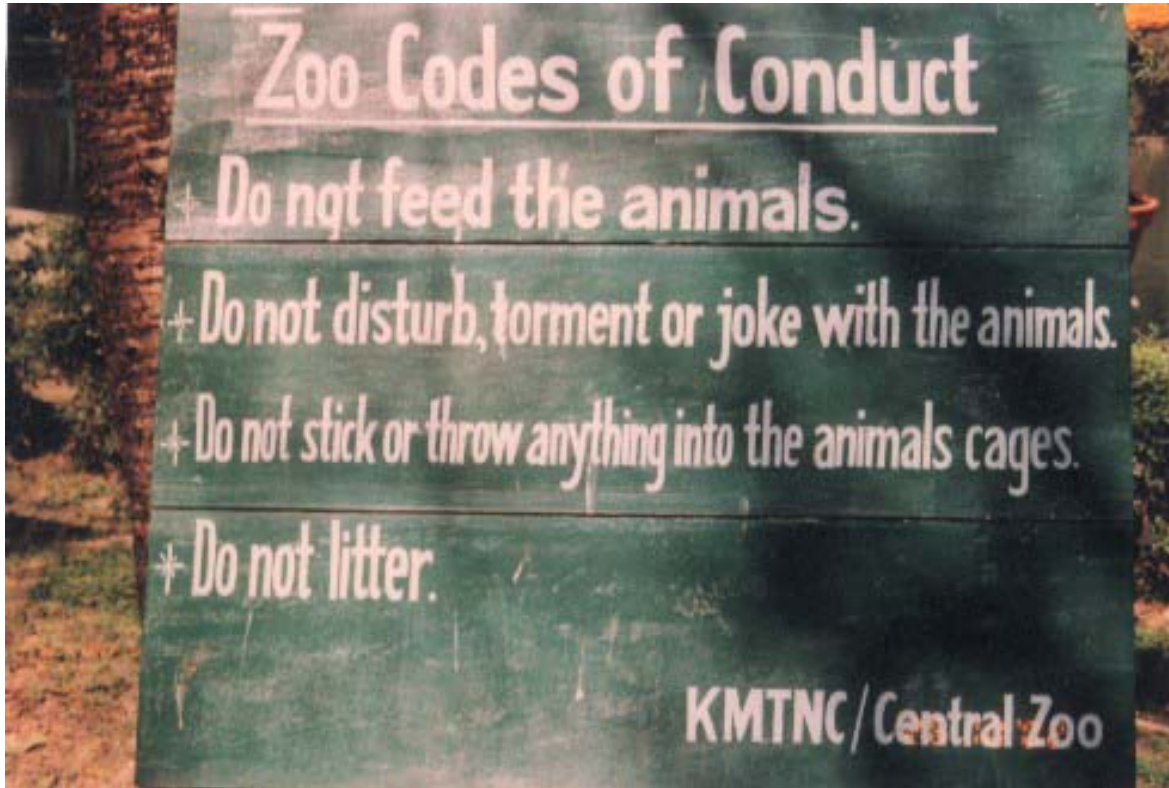 Zoo Codes of Conduct
+ Do not feed the animals.
+ Do not disturb, torment or joke with the animals.
+ Do not stick or throw anything into the animals cages.
+ Do not litter.
KMTNC/Central Zoo